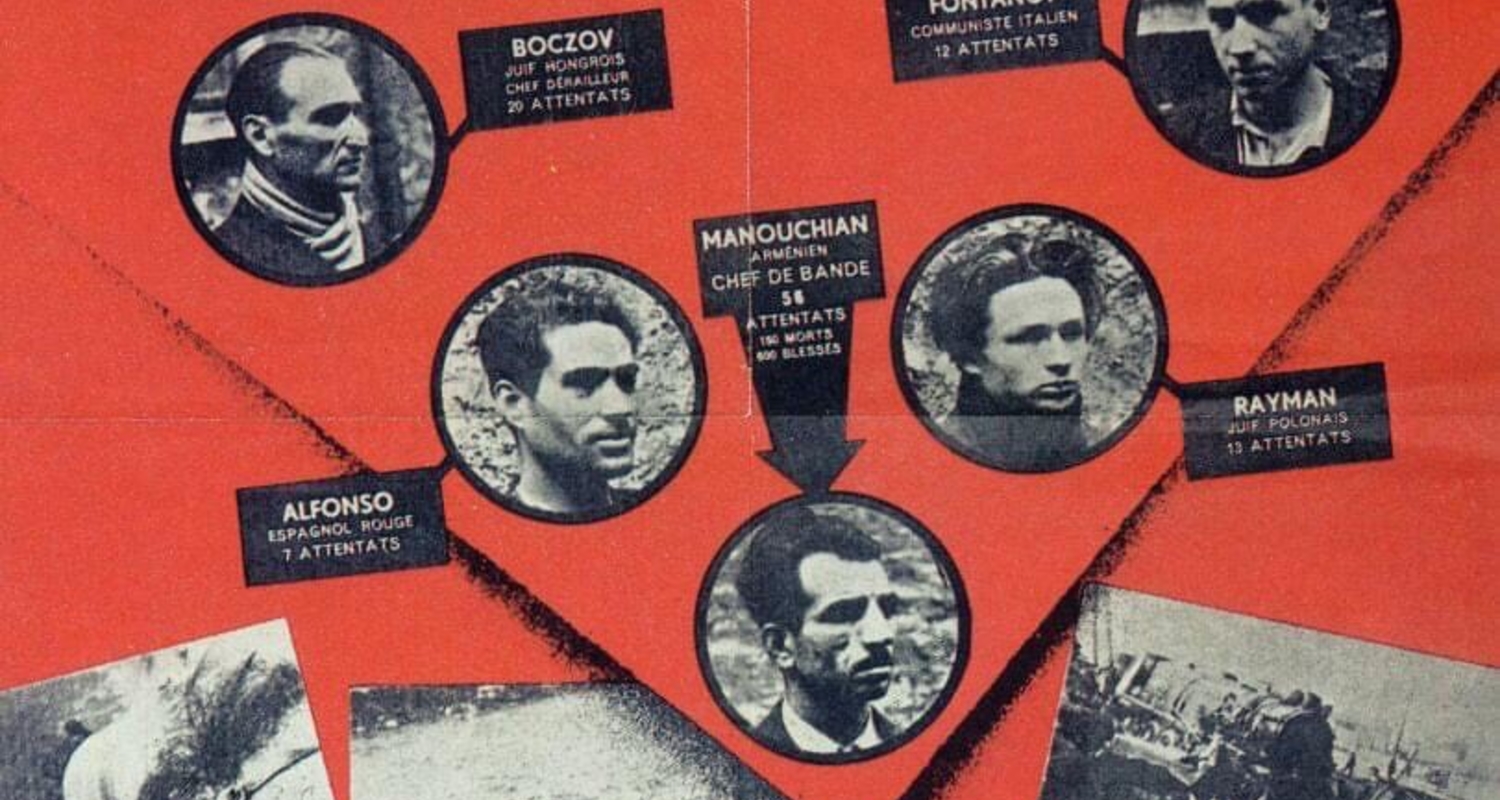 BOCZOV
JUIF HONGROIS
CHEF DÉRAILLEUR
20 ATTENTATS
FONTANOT
COMMUNISTE ITALIEN
12 ATTENTATS
MANOUCHIAN
ARMÉNIEN
CHEF DE BANDE
56
ATTENTATS
150 MORTS
600 BLESSÉS
RAYMAN
JUIF POLONAIS
13 ATTENTATS
ALFONSO
ESPAGNOL ROUGE
7 ATTENTATS